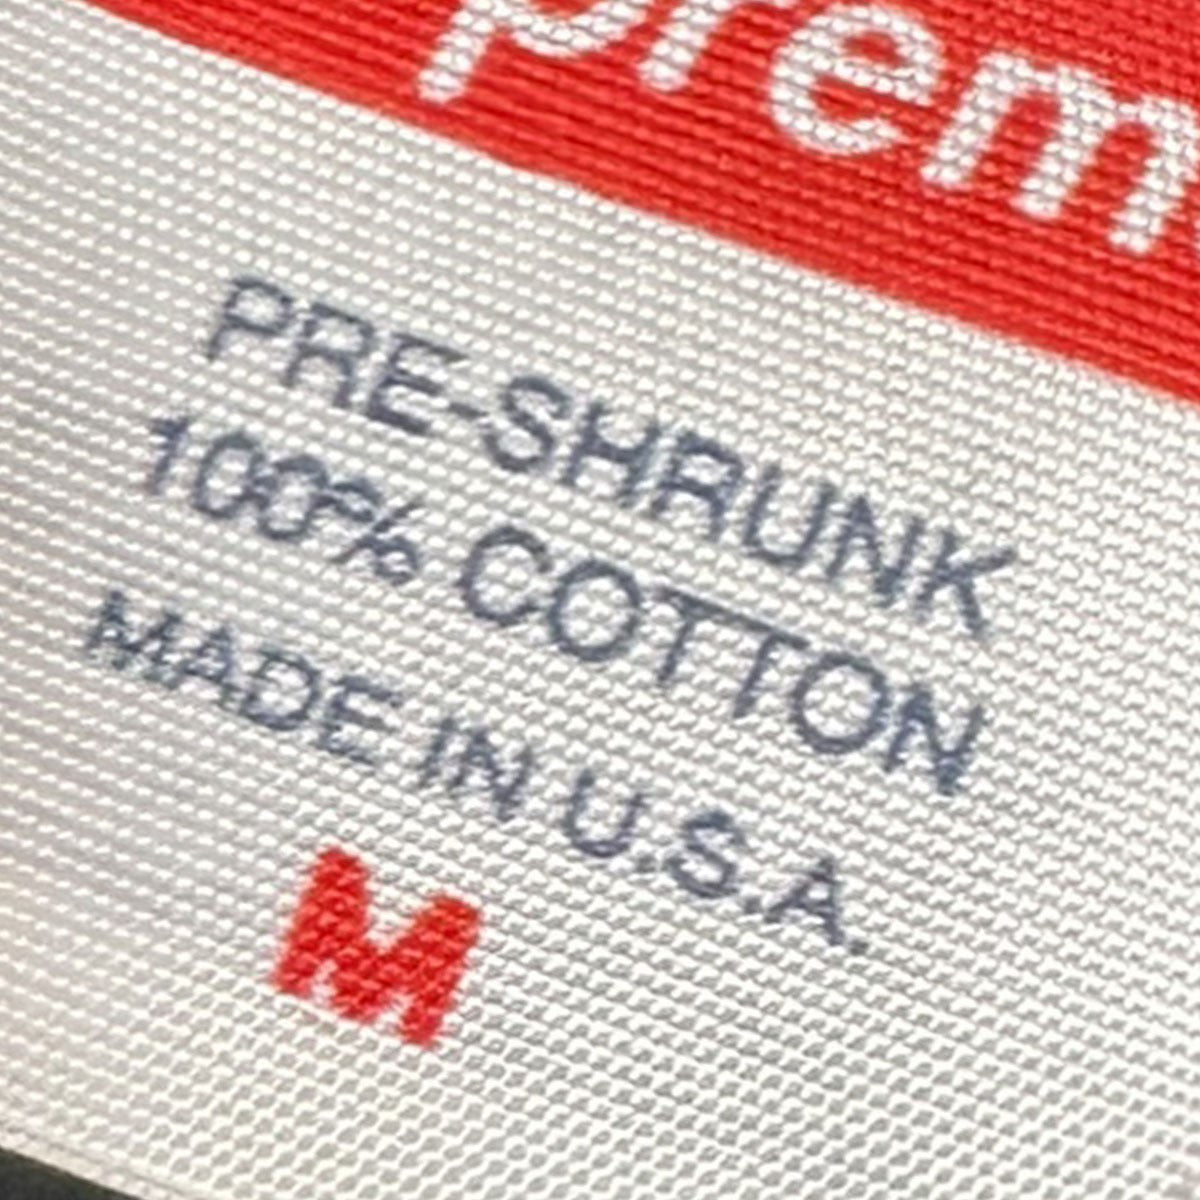 prem
PRE-SHRUNK
100% COTTON
MADE IN U.S.A.
M